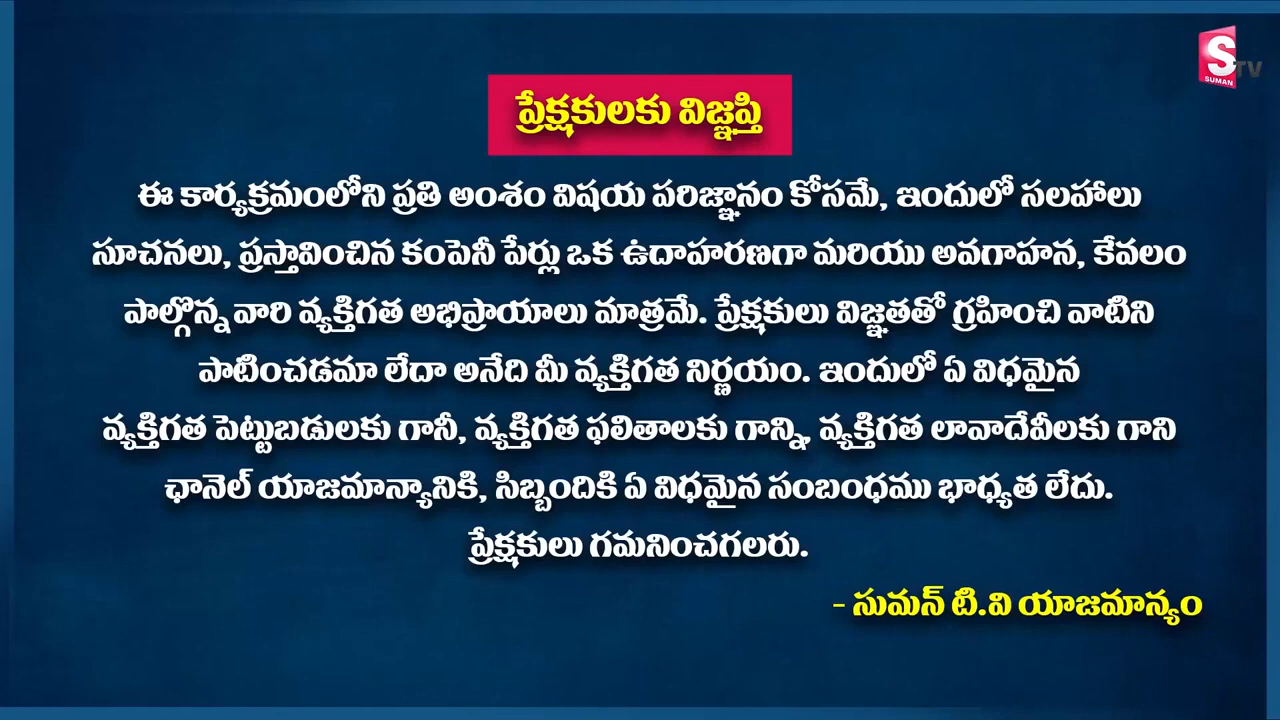 S
TV
SUMAN
ప్రేక్షకులకు విజ్ఞప్తి
ఈ కార్యక్రమంలోని ప్రతి అంశం విషయ పరిజ్ఞానం కోసమే, ఇందులో సలహాలు
సూచనలు, ప్రస్తావించిన కంపెనీ పేర్లు ఒక ఉదాహరణగా మరియు అవగాహన, కేవలం
పాల్గొన్న వారి వ్యక్తిగత అభిప్రాయాలు మాత్రమే. ప్రేక్షకులు విజ్ఞతతో గ్రహించి వాటిని
పాటించడమా లేదా అనేది మీ వ్యక్తిగత నిర్ణయం. ఇందులో ఏ విధమైన
వ్యక్తిగత పెట్టుబడులకు గానీ, వ్యక్తిగత ఫలితాలకు గాన్ని, వ్యక్తిగత లావాదేవీలకు గాని
ఛానెల్ యాజమాన్యానికి, సిబ్బందికి ఏ విధమైన సంబంధము భాధ్యత లేదు.
ప్రేక్షకులు గమనించగలరు.
- సుమన్ టి.వి యాజమాన్యం